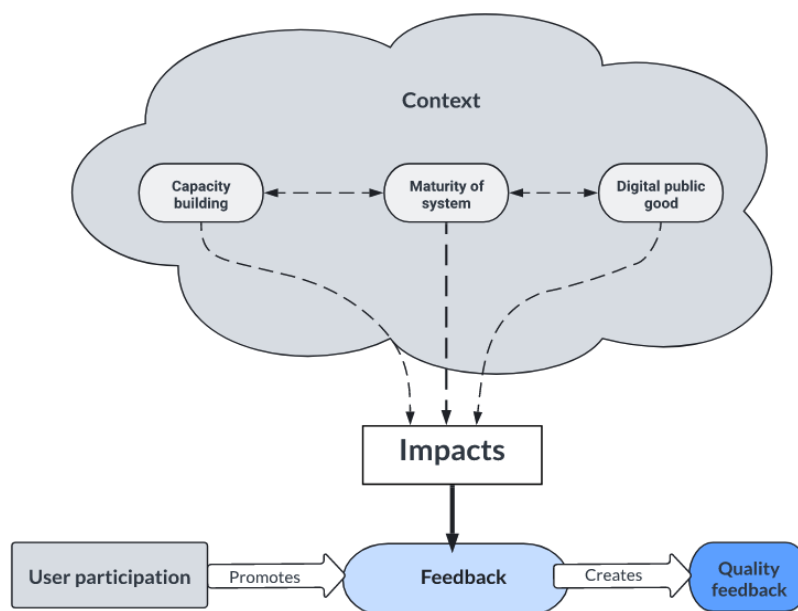 Context
Capacity
building
Maturity of
system
Digital public
good
Impacts
User participation
Promotes
Feedback
Creates
Quality
feedback